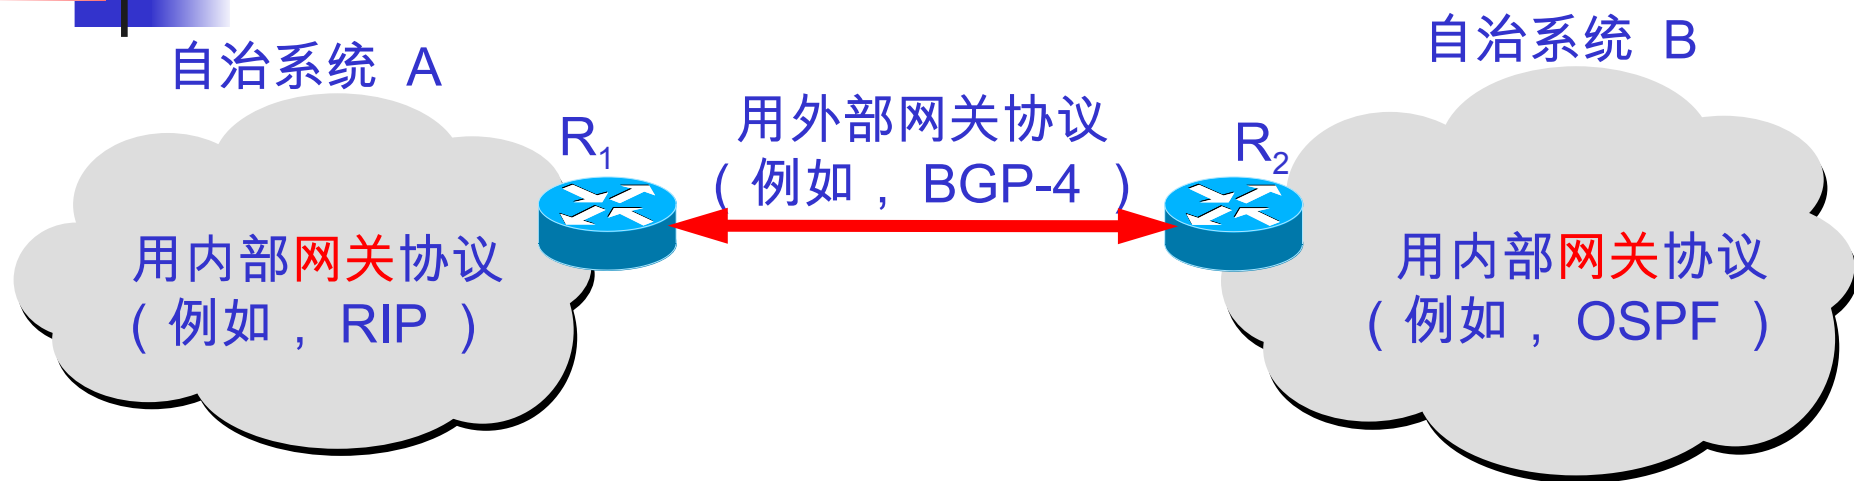 自治系统 A
自治系统 B
R1
用外部网关协议
（例如，BGP-4）
R2
用内部网关协议
（例如，RIP）
用内部网关协议
（例如，OSPF）